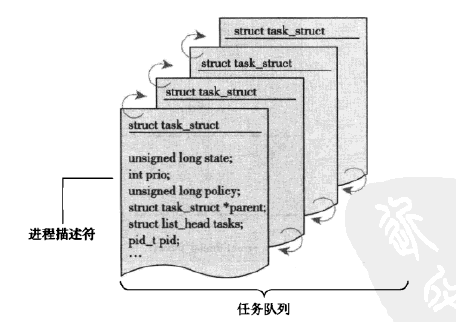 struct task_struct
struct task_struct
struct task_struct
struct task_struct
unsigned long state;
int prio;
unsigned long policy;
struct task_struct *parent;
struct list_head tasks;
pid_t pid;
...
进程描述符
任务队列